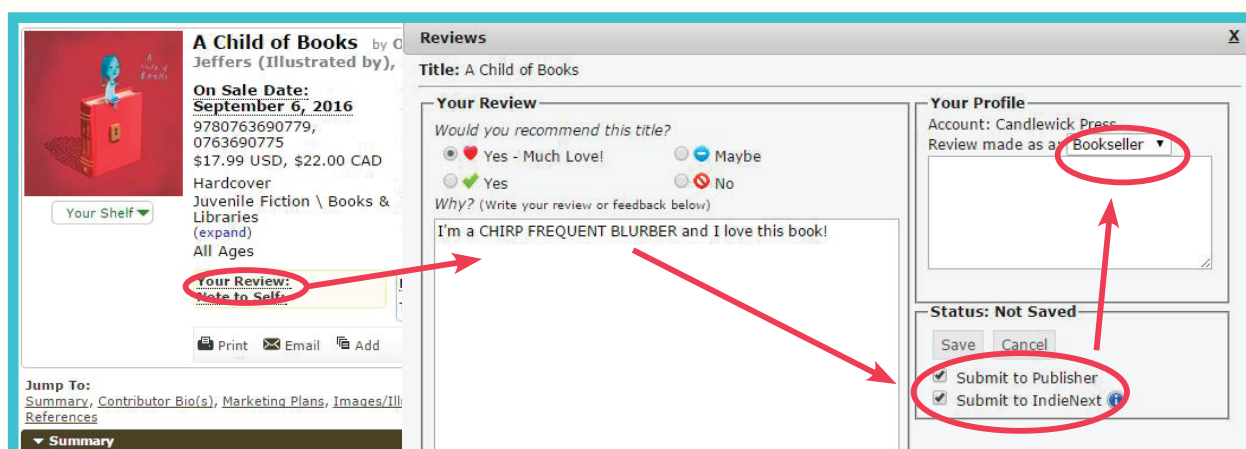 A Child of Books by O
Jeffers (Illustrated by),
On Sale Date:
September 6, 2016
9780763690779,
0763690775
$17.99 USD, $22.00 CAD
Hardcover
Juvenile Fiction \ Books &
Libraries
(expand)
All Ages
Your Shelf
Your Review:
Note to Self:
Print Email Add
Jump To:
Summary, Contributor Bio(s), Marketing Plans, Images/Ill
References
Summary
Reviews X
Title: A Child of Books
Your Review
Would you recommend this title?
Yes - Much Love! Maybe
Yes No
Why? (Write your review or feedback below)
I'm a CHIRP FREQUENT BLURBER and I love this book!
Your Profile
Account: Candlewick Press
Review made as a: Bookseller
Status: Not Saved
Save Cancel
Submit to Publisher
Submit to IndieNext